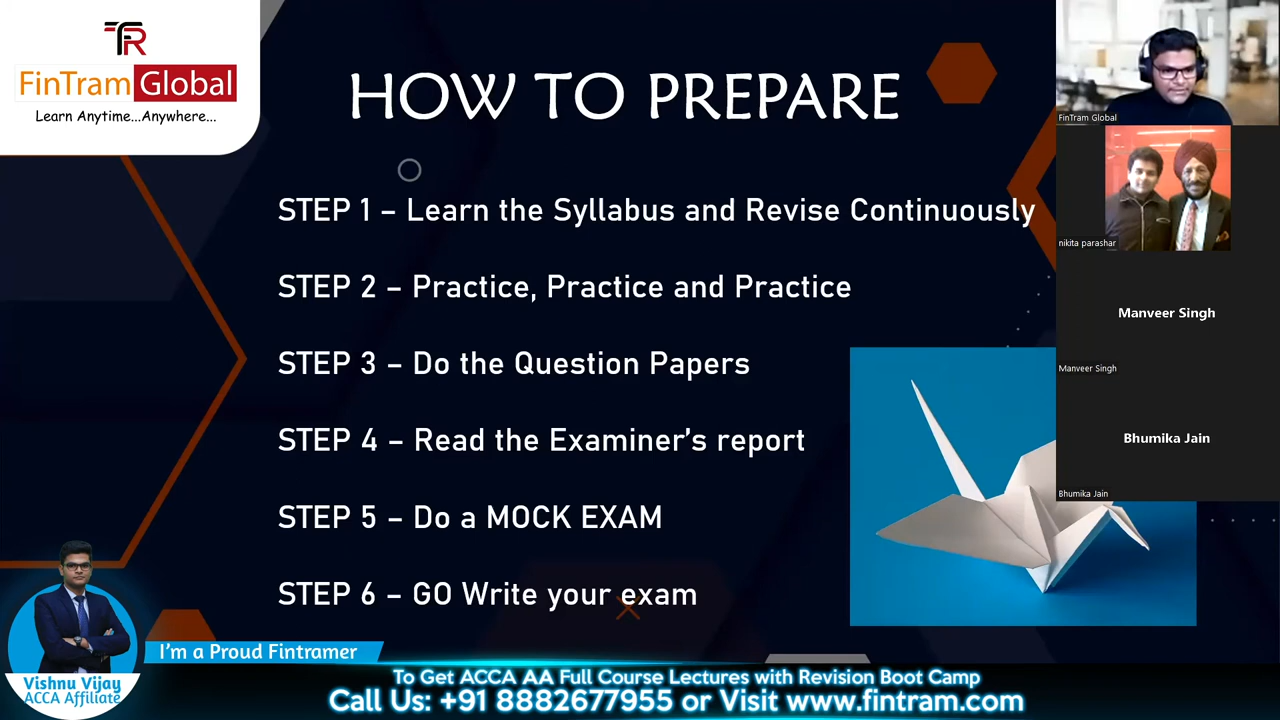 TR
FinTram Global
Learn Anytime...Anywhere...
HOW TO PREPARE
STEP 1 – Learn the Syllabus and Revise Continuously
STEP 2 – Practice, Practice and Practice
STEP 3 – Do the Question Papers
STEP 4 – Read the Examiner's report
STEP 5 – Do a MOCK EXAM
STEP 6 – GO Write your exam
FinTram Global
nikita parashar
Manveer Singh
Manveer Singh
Bhumika Jain
Bhumika Jain
I'm a Proud Fintramer
Vishnu Vijay
ACCA Affiliate
To Get ACCA AA Full Course Lectures with Revision Boot Camp
Call Us: +91 8882677955 or Visit www.fintram.com